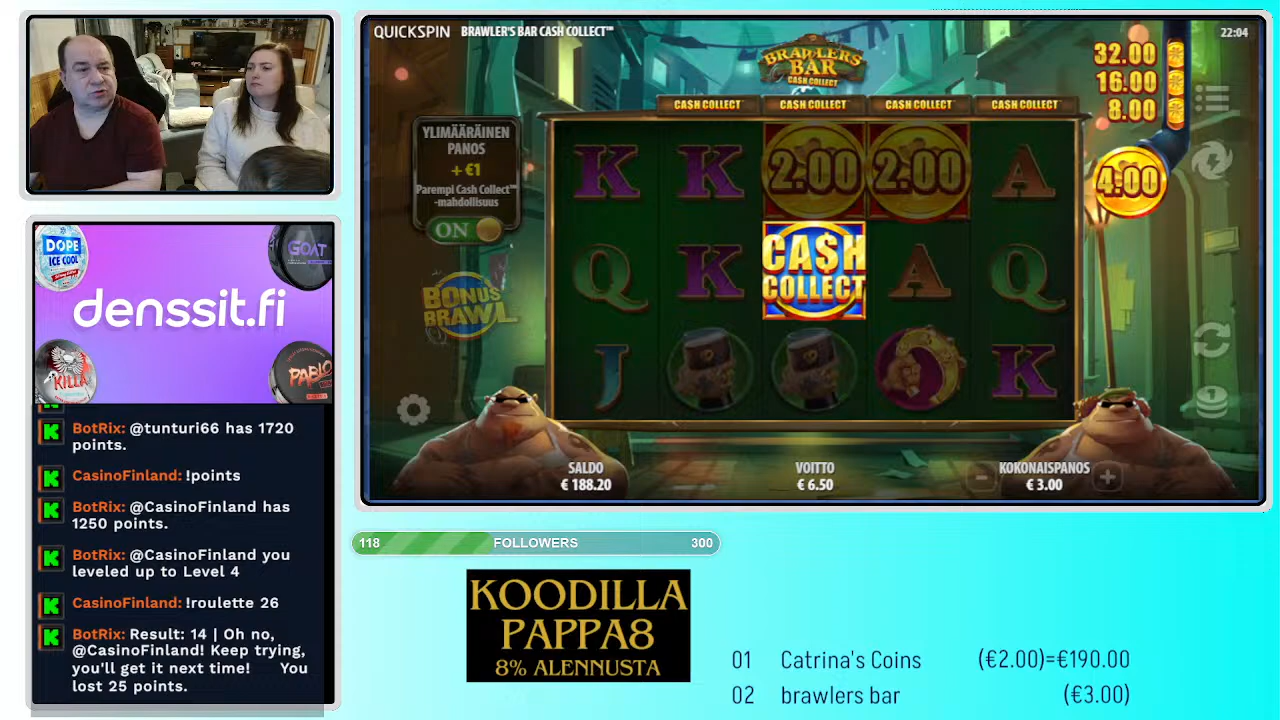 QUICKSPIN BRAWLER'S BAR CASH COLLECT™
22:04
BRAWLERS
BAR
CASH COLLECT
32.00
16.00
8.00
4.00
CASH COLLECT CASH COLLECT CASH COLLECT CASH COLLECT
YLIMÄÄRÄINEN
PANOS
+ €1
Parempi Cash Collect™
-mahdollisuus
ON
BONUS
BRAWL
K K 2.00 2.00 A
Q K CA$H COLLECT A Q
J K
SALDO
€ 188.20
VOITTO
€ 6.50
KOKONAISPANOS
€ 3.00
DOPE
ICE COOL
GOAT
denssit.fi
KILLA
PABLO
BotRix: @tunturi66 has 1720
points.
CasinoFinland: !points
BotRix: @CasinoFinland has
1250 points.
BotRix: @CasinoFinland you
leveled up to Level 4
CasinoFinland: !roulette 26
BotRix: Result: 14 | Oh no,
@CasinoFinland! Keep trying,
you'll get it next time! You
lost 25 points.
118 FOLLOWERS 300
KOODILLA
PAPPA8
8% ALENNUSTA
01 Catrina's Coins (€2.00)=€190.00
02 brawlers bar (€3.00)